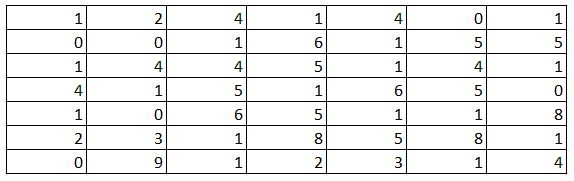 1 2 4 1 4 0 1
0 0 1 6 1 5 5
1 4 4 5 1 4 1
4 1 5 1 6 5 0
1 0 6 5 1 1 8
2 3 1 8 5 8 1
0 9 1 2 3 1 4